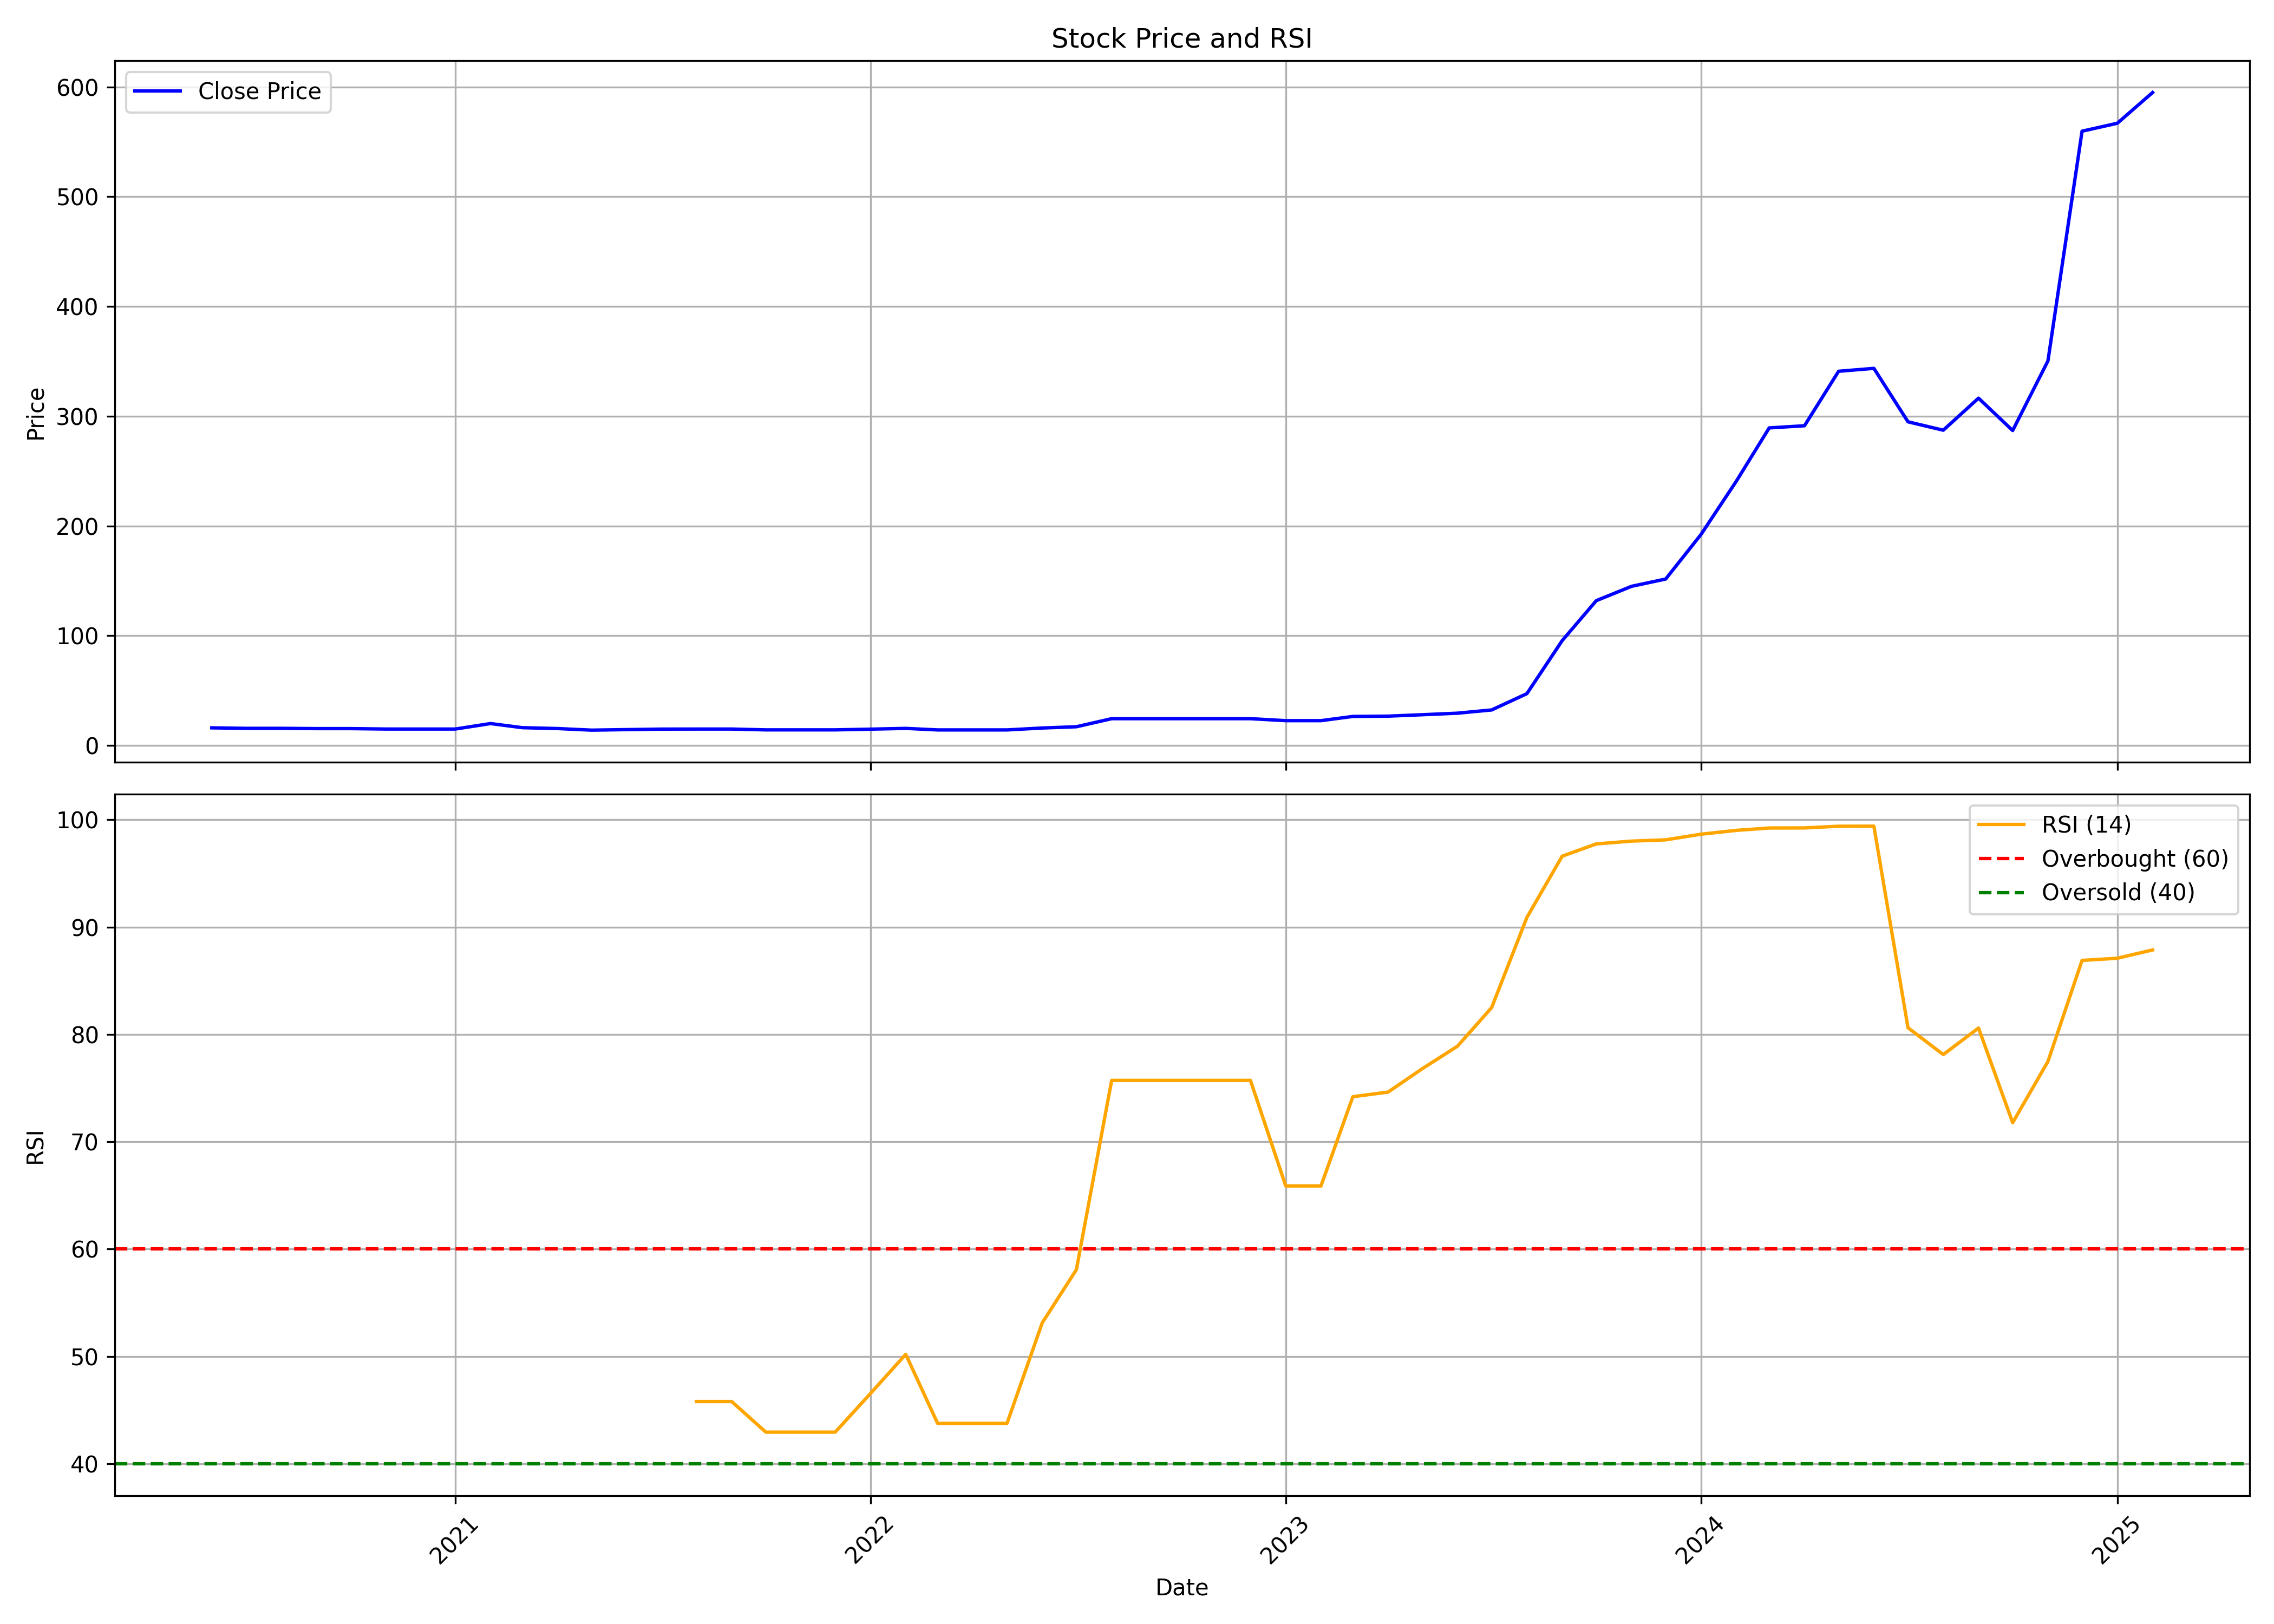 Stock Price and RSI
Close Price
600
500
400
300
200
100
0
Price
RSI (14)
Overbought (60)
Oversold (40)
100
90
80
70
60
50
40
RSI
2021
2022
2023
2024
2025
Date